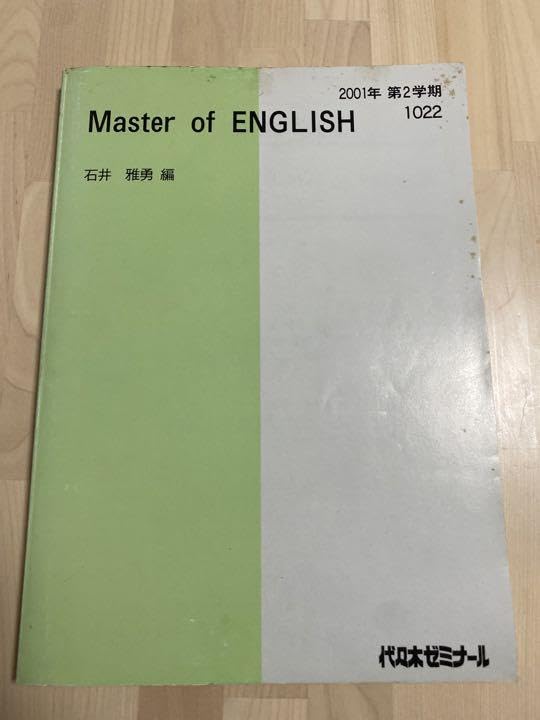 2001年 第2学期
Master of ENGLISH 1022
石井 雅勇 編
代々木ゼミナール